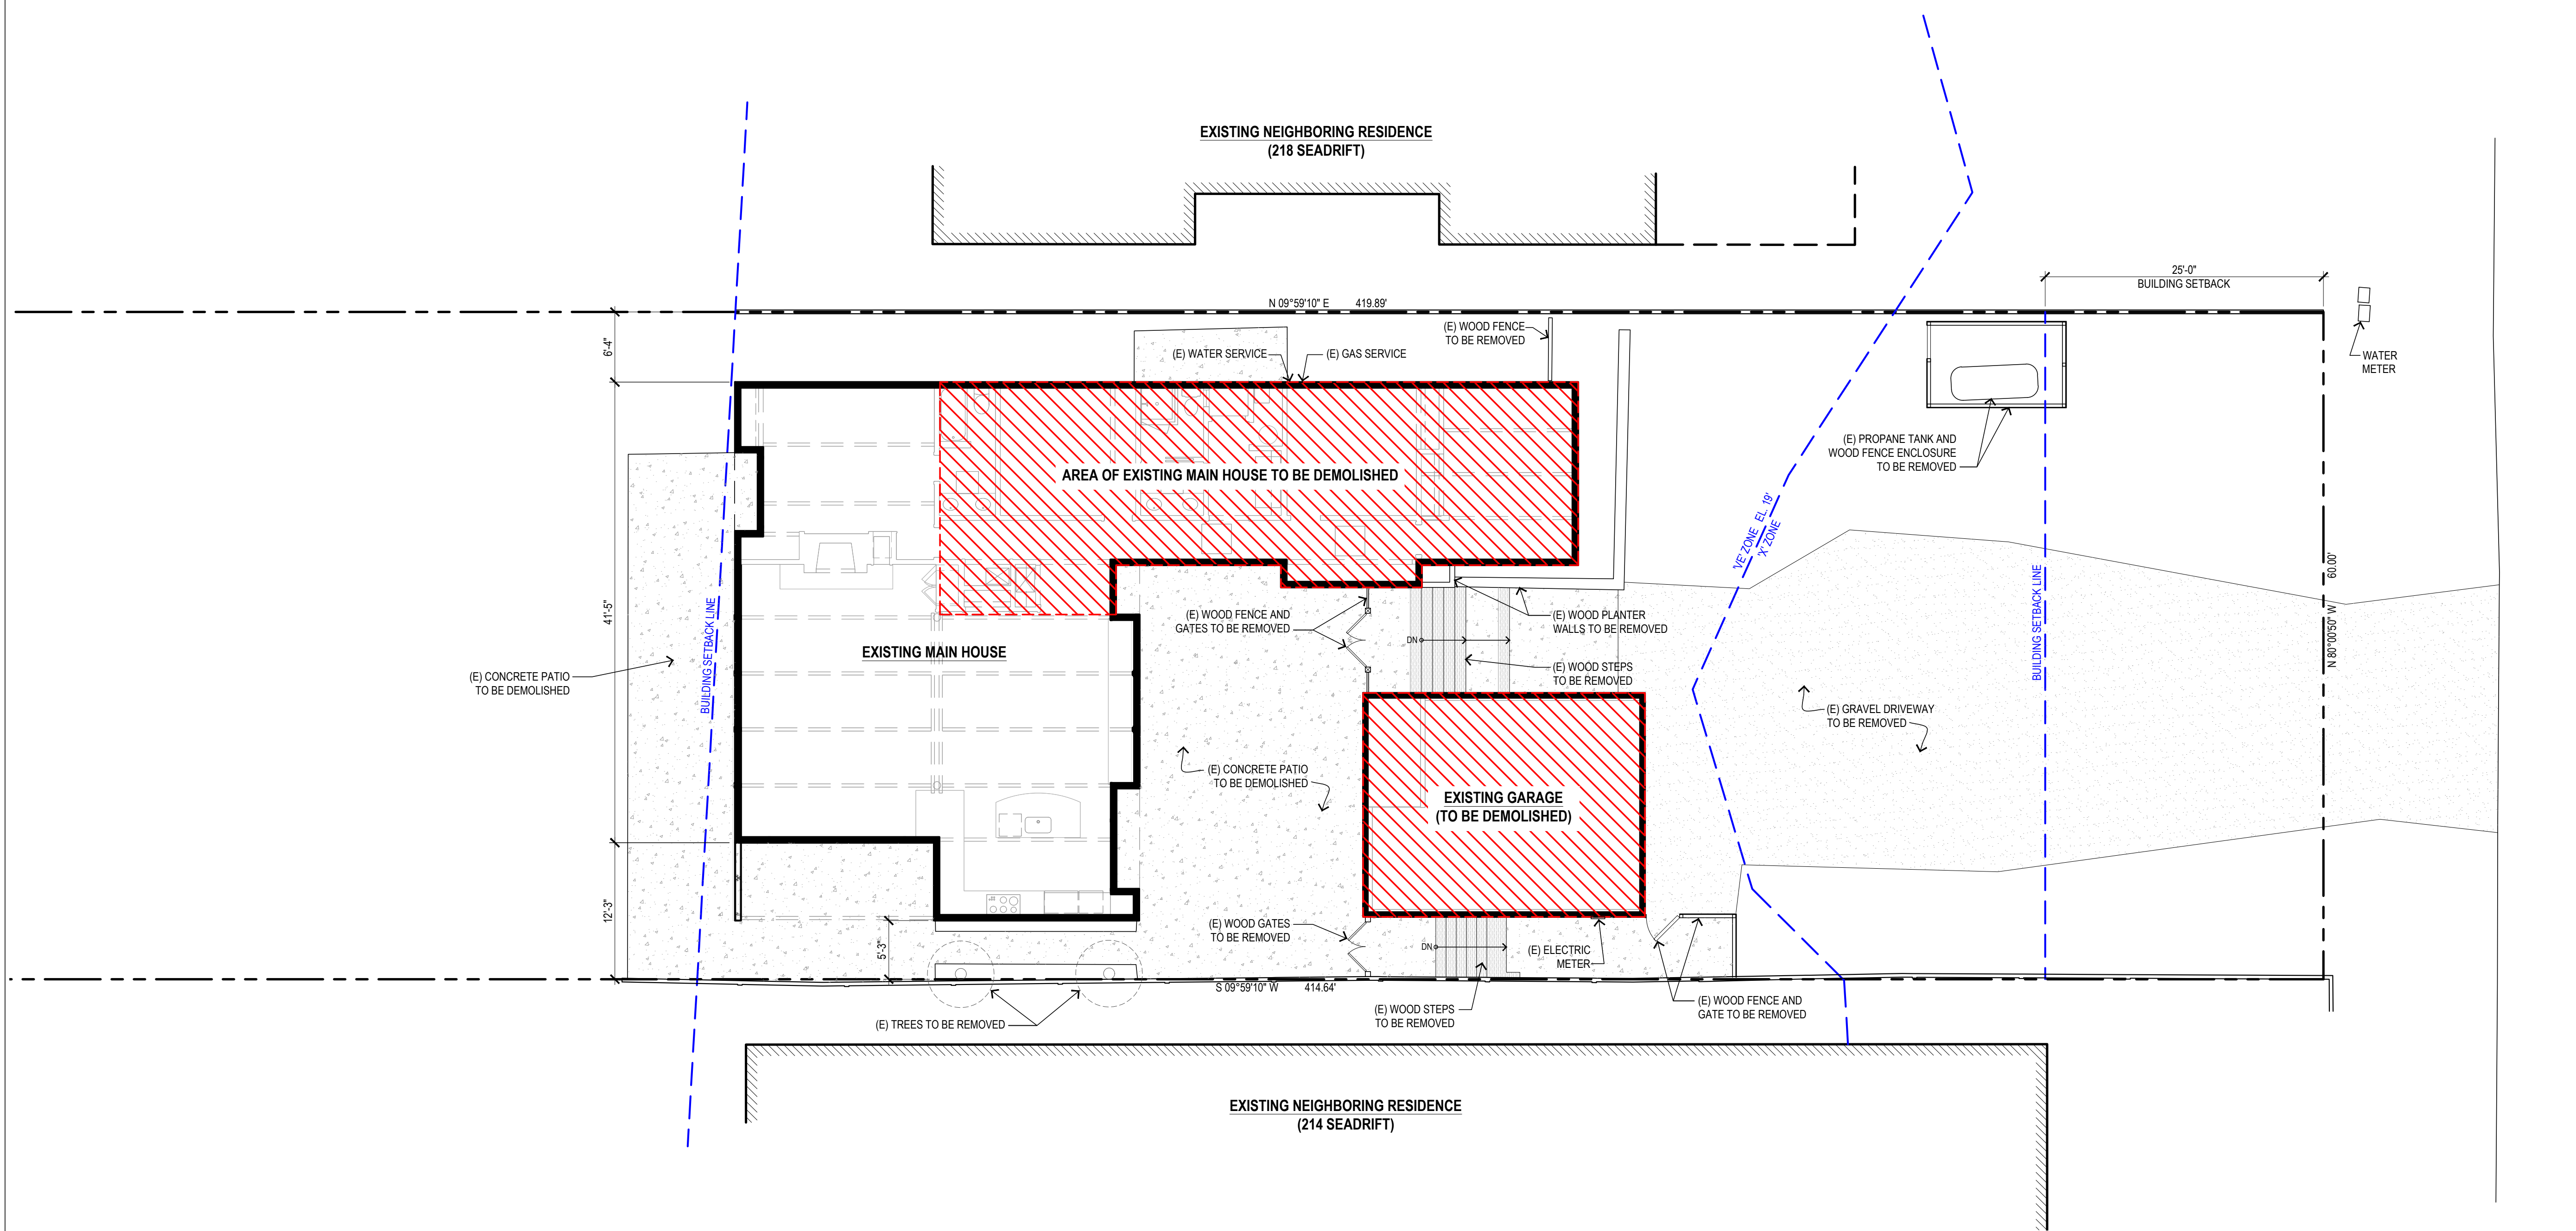 EXISTING NEIGHBORING RESIDENCE
(218 SEADRIFT)
25'-0"
BUILDING SETBACK
N 09°59'10" E 419.89'
6'-4"
(E) WOOD FENCE
TO BE REMOVED
(E) WATER SERVICE
(E) GAS SERVICE
WATER
METER
AREA OF EXISTING MAIN HOUSE TO BE DEMOLISHED
(E) PROPANE TANK AND
WOOD FENCE ENCLOSURE
TO BE REMOVED
'VE' ZONE EL. 19'
'X' ZONE
41'-5"
BUILDING SETBACK LINE
(E) WOOD FENCE AND
GATES TO BE REMOVED
DN
(E) WOOD PLANTER
WALLS TO BE REMOVED
BUILDING SETBACK LINE
N 80°00'50" W 60.00'
EXISTING MAIN HOUSE
(E) CONCRETE PATIO
TO BE DEMOLISHED
(E) WOOD STEPS
TO BE REMOVED
(E) GRAVEL DRIVEWAY
TO BE REMOVED
(E) CONCRETE PATIO
TO BE DEMOLISHED
EXISTING GARAGE
(TO BE DEMOLISHED)
12'-3"
5'-3"
(E) WOOD GATES
TO BE REMOVED
DN
(E) ELECTRIC
METER
S 09°59'10" W 414.64'
(E) TREES TO BE REMOVED
(E) WOOD STEPS
TO BE REMOVED
(E) WOOD FENCE AND
GATE TO BE REMOVED
EXISTING NEIGHBORING RESIDENCE
(214 SEADRIFT)